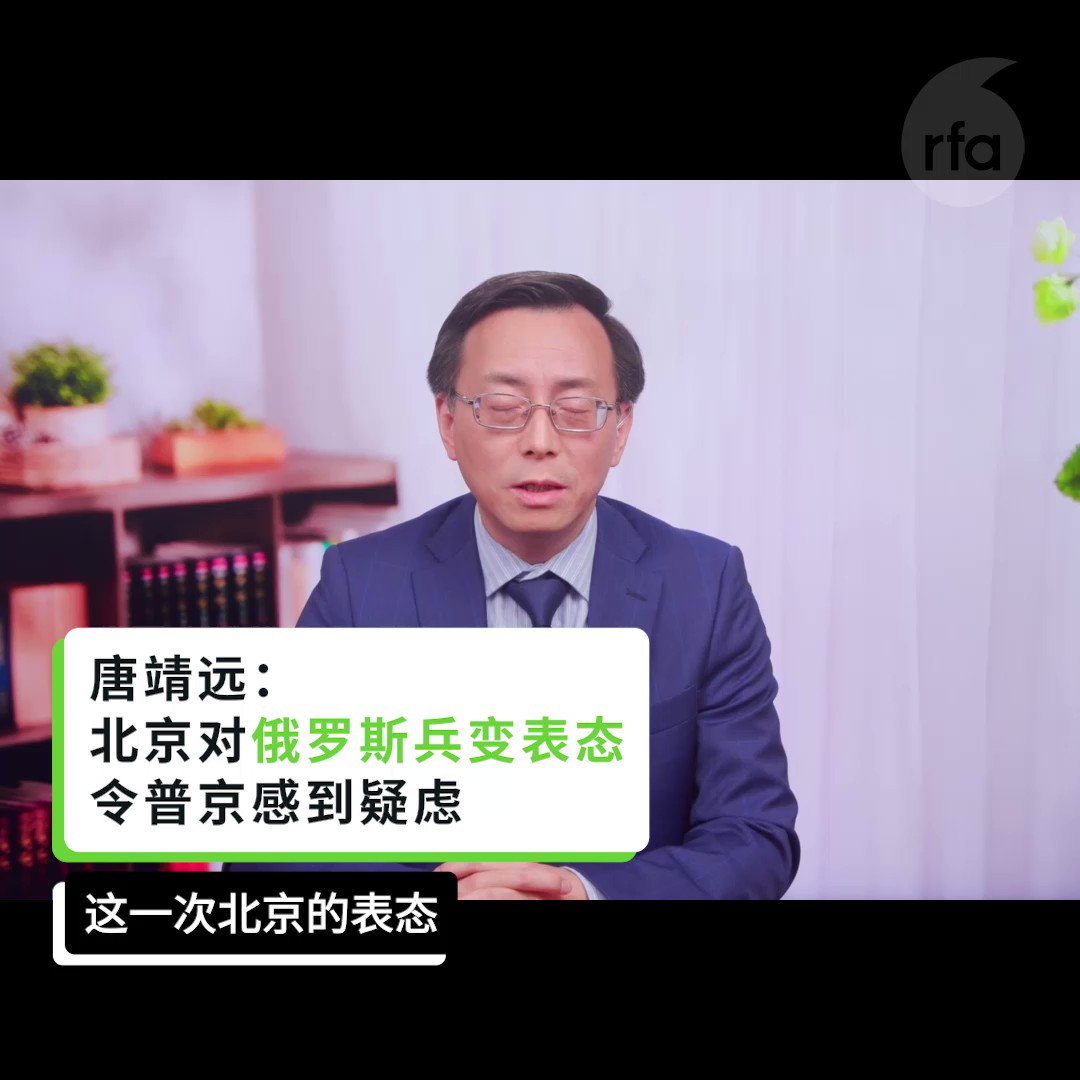 rfa
唐靖远：
北京对俄罗斯兵变表态
令普京感到疑虑
这一次北京的表态